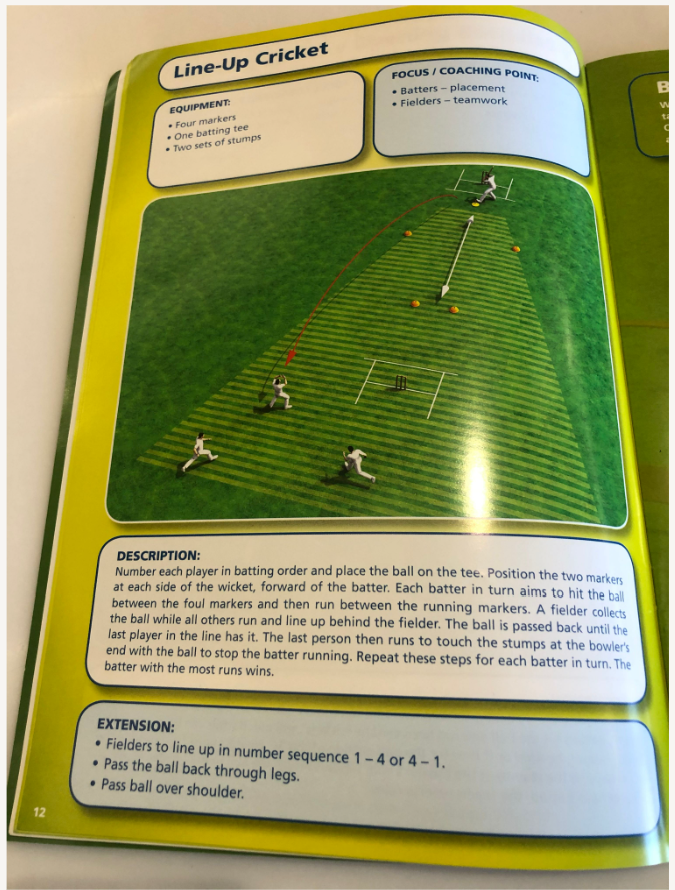 Line-Up Cricket
EQUIPMENT:
• Four markers
• One batting tee
• Two sets of stumps
FOCUS / COACHING POINT:
• Batters – placement
• Fielders – teamwork
DESCRIPTION:
Number each player in batting order and place the ball on the tee. Position the two markers
at each side of the wicket, forward of the batter. Each batter in turn aims to hit the ball
between the foul markers and then run between the running markers. A fielder collects
the ball while all others run and line up behind the fielder. The ball is passed back until the
last player in the line has it. The last person then runs to touch the stumps at the bowler's
end with the ball to stop the batter running. Repeat these steps for each batter in turn. The
batter with the most runs wins.
EXTENSION:
• Fielders to line up in number sequence 1 – 4 or 4 – 1.
• Pass the ball back through legs.
• Pass ball over shoulder.
12